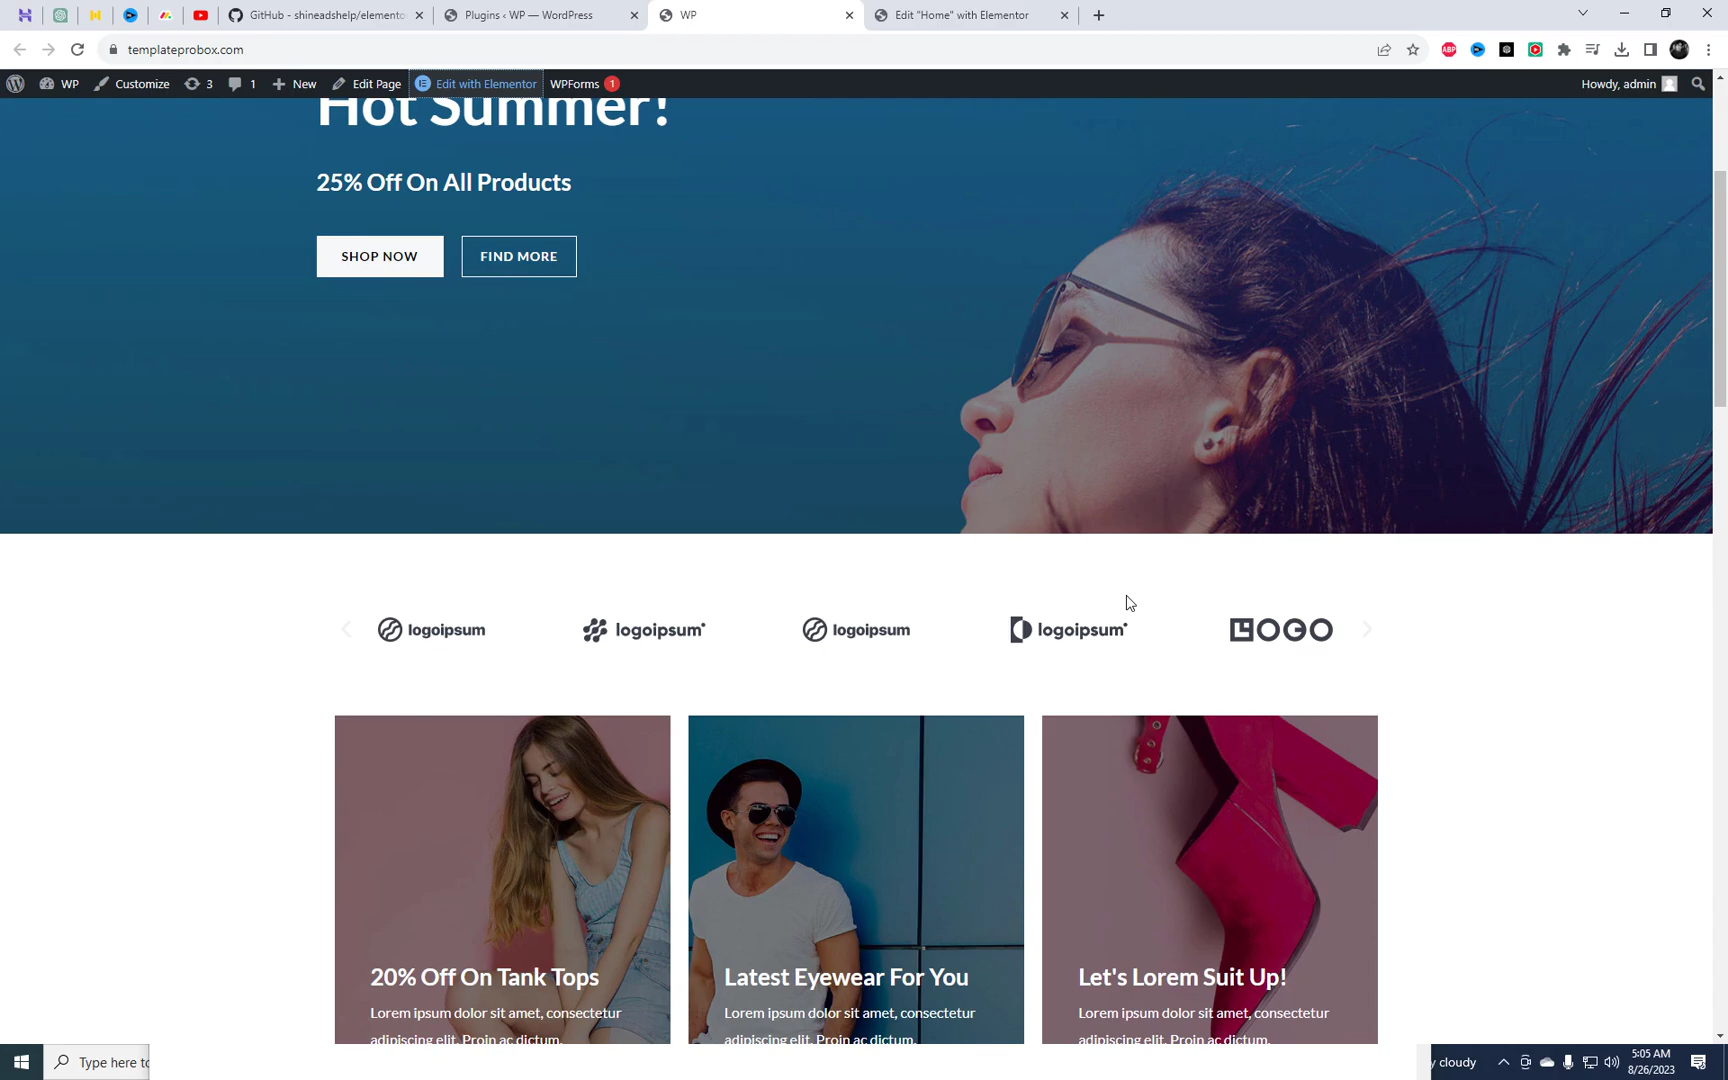 GitHub - shineadshelp/elemento
Plugins ‹ WP — WordPress
WP
Edit "Home" with Elementor
templateprobox.com
ABP
WP
Customize
3
1
New
Edit Page
Edit with Elementor
WPForms
1
Howdy, admin
Hot Summer!
25% Off On All Products
SHOP NOW
FIND MORE
logoipsum
logoipsum
logoipsum
logoipsum
LOGO
20% Off On Tank Tops
Lorem ipsum dolor sit amet, consectetur
adipiscing elit. Proin ac dictum.
Latest Eyewear For You
Lorem ipsum dolor sit amet, consectetur
adipiscing elit. Proin ac dictum.
Let's Lorem Suit Up!
Lorem ipsum dolor sit amet, consectetur
adipiscing elit. Proin ac dictum.
Type here to
y cloudy
5:05 AM
8/26/2023